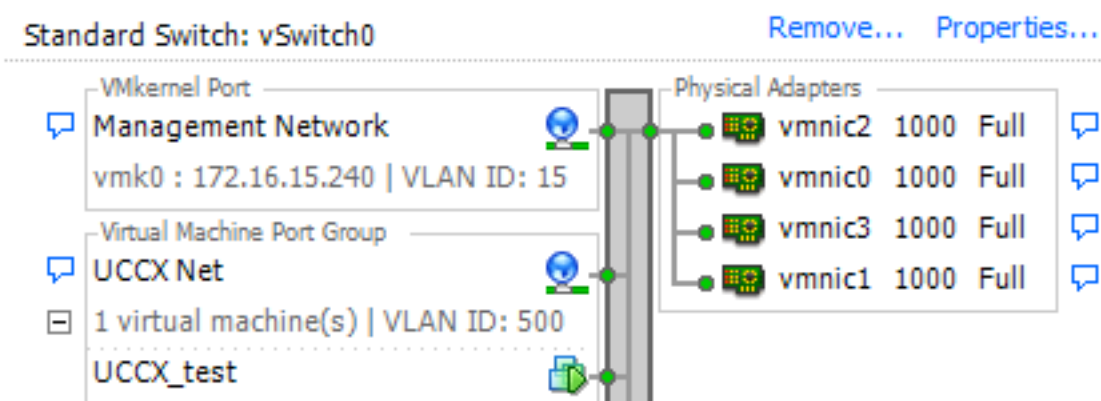 Standard Switch: vSwitch0 Remove... Properties...
VMkernel Port
Management Network
vmk0 : 172.16.15.240 | VLAN ID: 15
Virtual Machine Port Group
UCCX Net
1 virtual machine(s) | VLAN ID: 500
UCCX_test
Physical Adapters
vmnic2 1000 Full
vmnic0 1000 Full
vmnic3 1000 Full
vmnic1 1000 Full